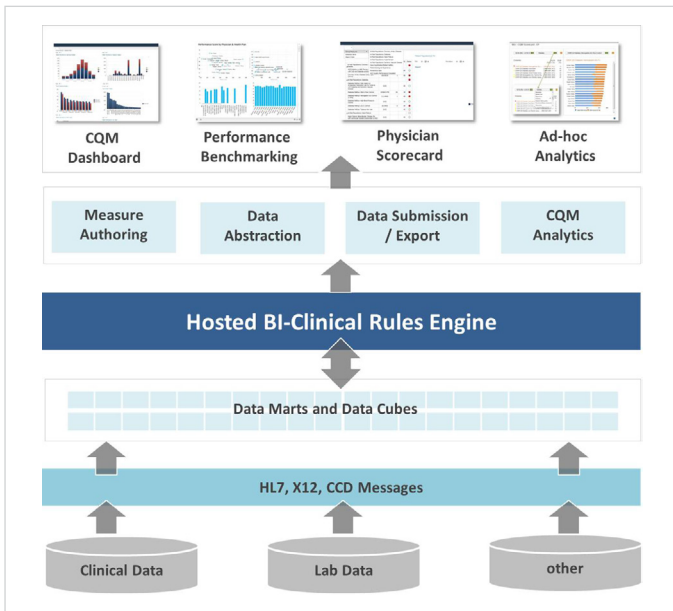 CQM
Dashboard
Performance
Benchmarking
Physician
Scorecard
Ad-hoc
Analytics
Measure
Authoring
Data
Abstraction
Data Submission
/ Export
CQM
Analytics
Hosted BI-Clinical Rules Engine
Data Marts and Data Cubes
HL7, X12, CCD Messages
Clinical Data
Lab Data
other